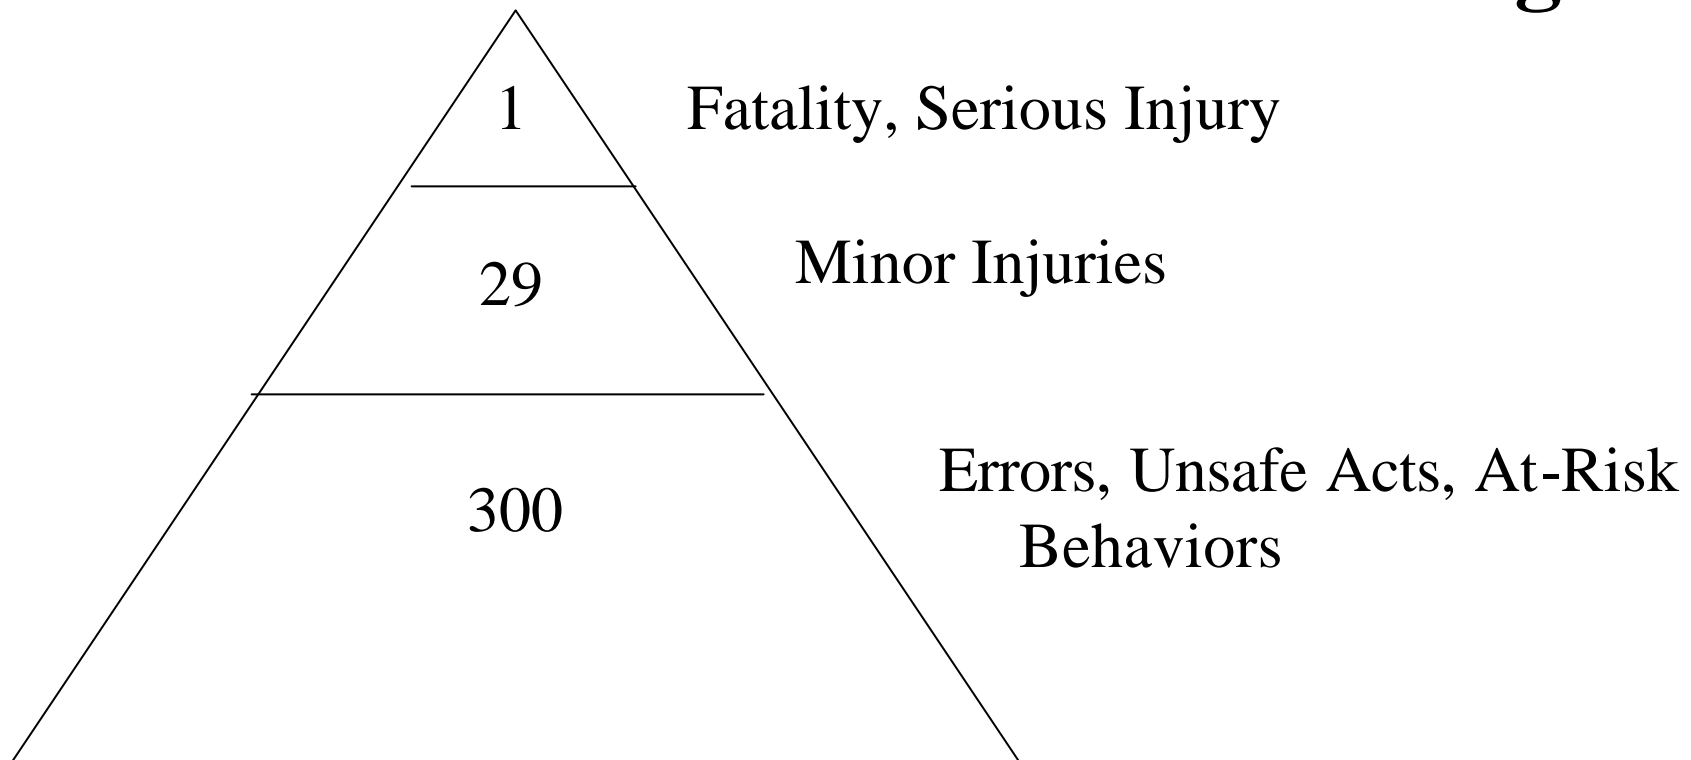 1
Fatality, Serious Injury
29
Minor Injuries
300
Errors, Unsafe Acts, At-Risk
Behaviors